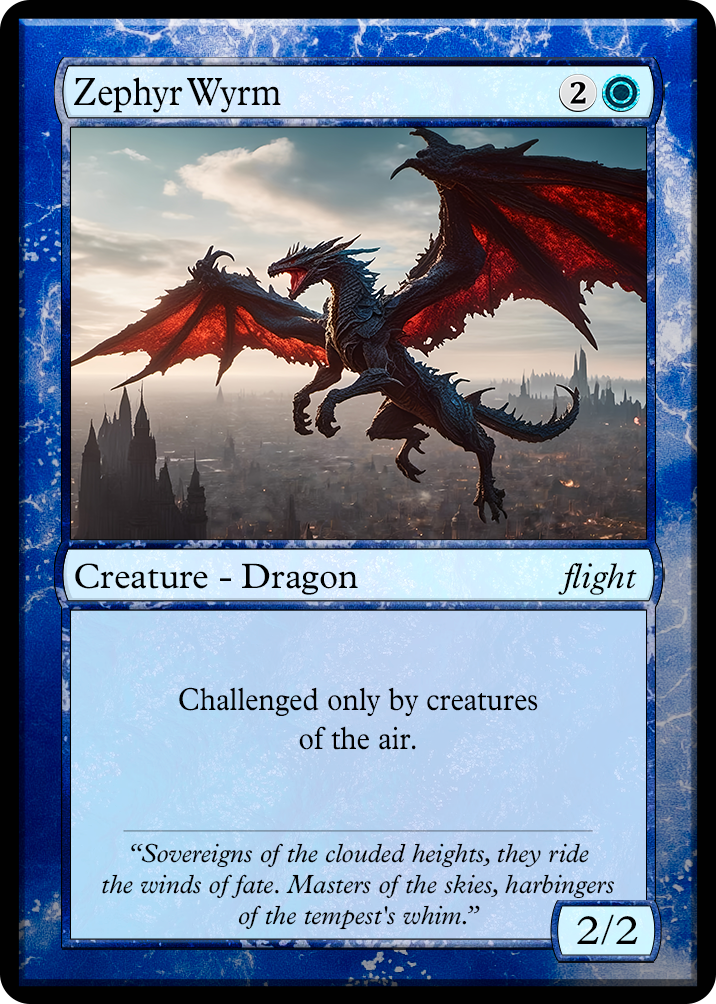 Zephyr Wyrm 2
Creature - Dragon flight
Challenged only by creatures
of the air.
“Sovereigns of the clouded heights, they ride
the winds of fate. Masters of the skies, harbingers
of the tempest's whim.”
2/2